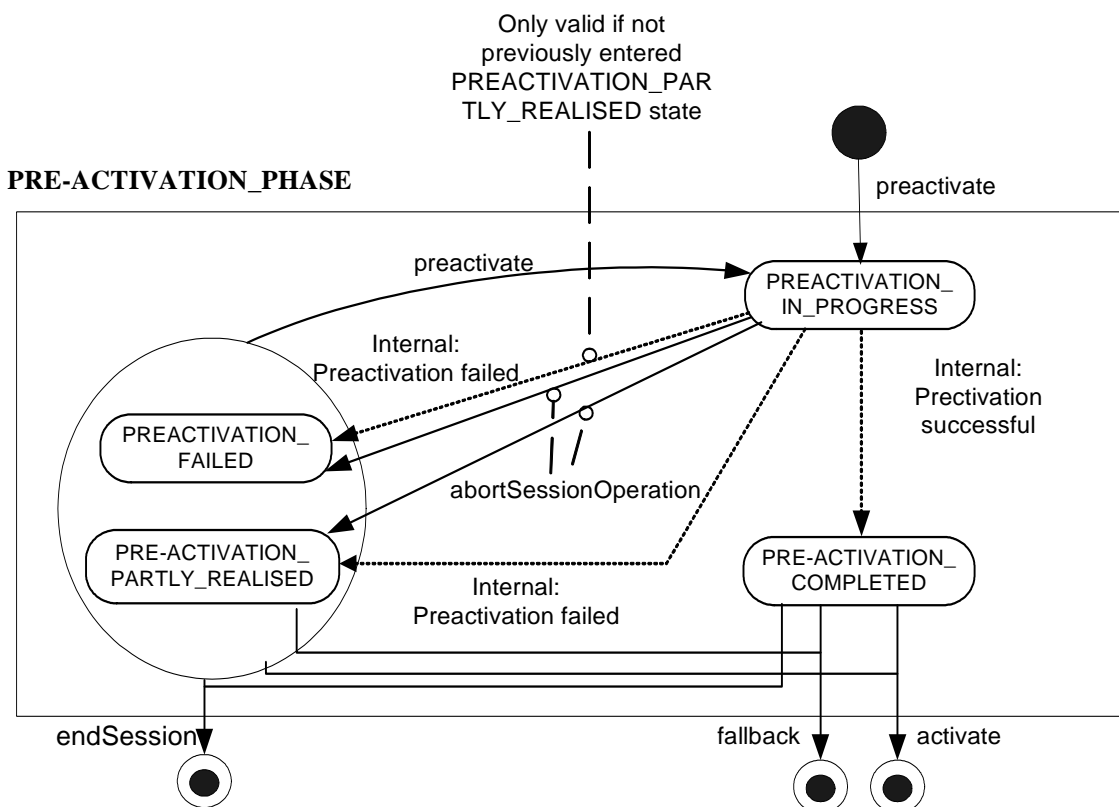 Only valid if not
previously entered
PREACTIVATION_PAR
TLY_REALISED state
PRE-ACTIVATION_PHASE
preactivate
preactivate
PREACTIVATION_
IN_PROGRESS
Internal:
Preactivation failed
Internal:
Prectivation
successful
PREACTIVATION_
FAILED
abortSessionOperation
PRE-ACTIVATION_
PARTLY_REALISED
PRE-ACTIVATION_
COMPLETED
Internal:
Preactivation failed
endSession
fallback
activate